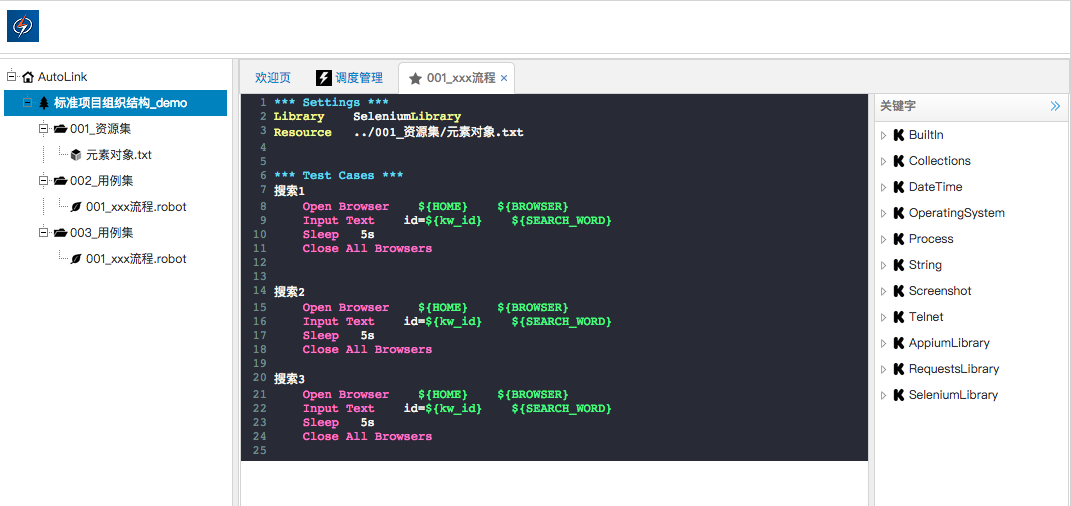 AutoLink
标准项目组织结构_demo
001_资源集
元素对象.txt
002_用例集
001_xxx流程.robot
003_用例集
001_xxx流程.robot
欢迎页 调度管理 001_xxx流程 ×
1 *** Settings ***
2 Library    SeleniumLibrary
3 Resource   ../001_资源集/元素对象.txt
4
5
6 *** Test Cases ***
7 搜索1
8     Open Browser    ${HOME}    ${BROWSER}
9     Input Text    id=${kw_id}    ${SEARCH_WORD}
10     Sleep   5s
11     Close All Browsers
12
13
14 搜索2
15     Open Browser    ${HOME}    ${BROWSER}
16     Input Text    id=${kw_id}    ${SEARCH_WORD}
17     Sleep   5s
18     Close All Browsers
19
20 搜索3
21     Open Browser    ${HOME}    ${BROWSER}
22     Input Text    id=${kw_id}    ${SEARCH_WORD}
23     Sleep   5s
24     Close All Browsers
25
关键字
BuiltIn
Collections
DateTime
OperatingSystem
Process
String
Screenshot
Telnet
AppiumLibrary
RequestsLibrary
SeleniumLibrary